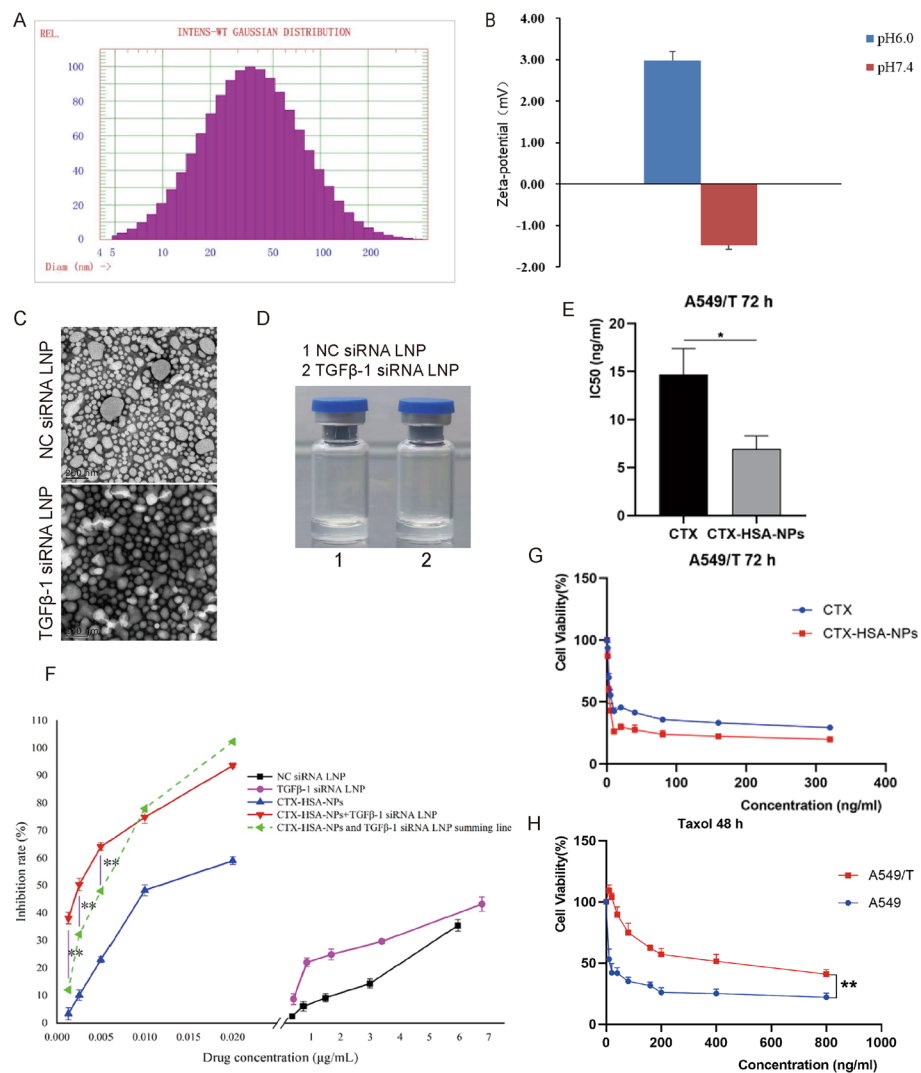 A
REL.
INTENS-WT GAUSSIAN DISTRIBUTION
100
80
60
40
20
0
4 5 10 20 50 100 200
Diam (nm) ->
B
Zeta-potential（mV）
4.00
3.00
2.00
1.00
0.00
-1.00
-2.00
pH6.0
pH7.4
C
NC siRNA LNP
TGFβ-1 siRNA LNP
D
1 NC siRNA LNP
2 TGFβ-1 siRNA LNP
1 2
E
A549/T 72 h
IC50 (ng/ml)
20
15
10
5
0
*
CTX CTX-HSA-NPs
F
Inhibition rate (%)
110
100
90
80
70
60
50
40
30
20
10
0
**
**
**
NC siRNA LNP
TGFβ-1 siRNA LNP
CTX-HSA-NPs
CTX-HSA-NPs+TGFβ-1 siRNA LNP
CTX-HSA-NPs and TGFβ-1 siRNA LNP summing line
0.000 0.005 0.010 0.020 1 2 3 4 5 6 7
Drug concentration (μg/mL)
G
A549/T 72 h
Cell Viability(%)
150
100
50
0
CTX
CTX-HSA-NPs
0 100 200 300 400
Concentration (ng/ml)
H
Taxol 48 h
Cell Viability(%)
150
100
50
0
A549/T
A549
**
0 200 400 600 800 1000
Concentration (ng/ml)